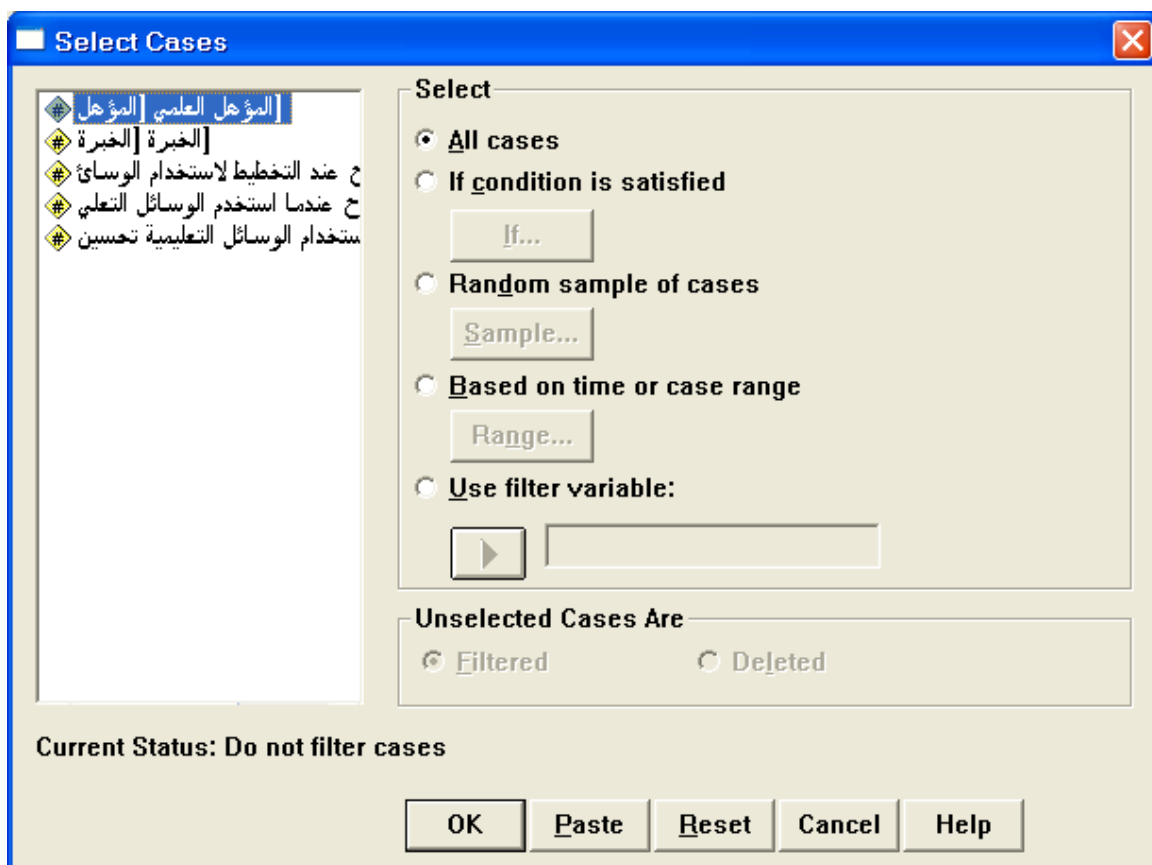 Select Cases
المؤهل العلمي [المؤهل]
الخبرة [الخبرة]
ح عند التخطيط لاستخدام الوسائ
ح عندما استخدم الوسائل التعلي
ستخدام الوسائل التعليمية تحسين
Select
All cases
If condition is satisfied
If...
Random sample of cases
Sample...
Based on time or case range
Range...
Use filter variable:
Unselected Cases Are
Filtered Deleted
Current Status: Do not filter cases
OK Paste Reset Cancel Help